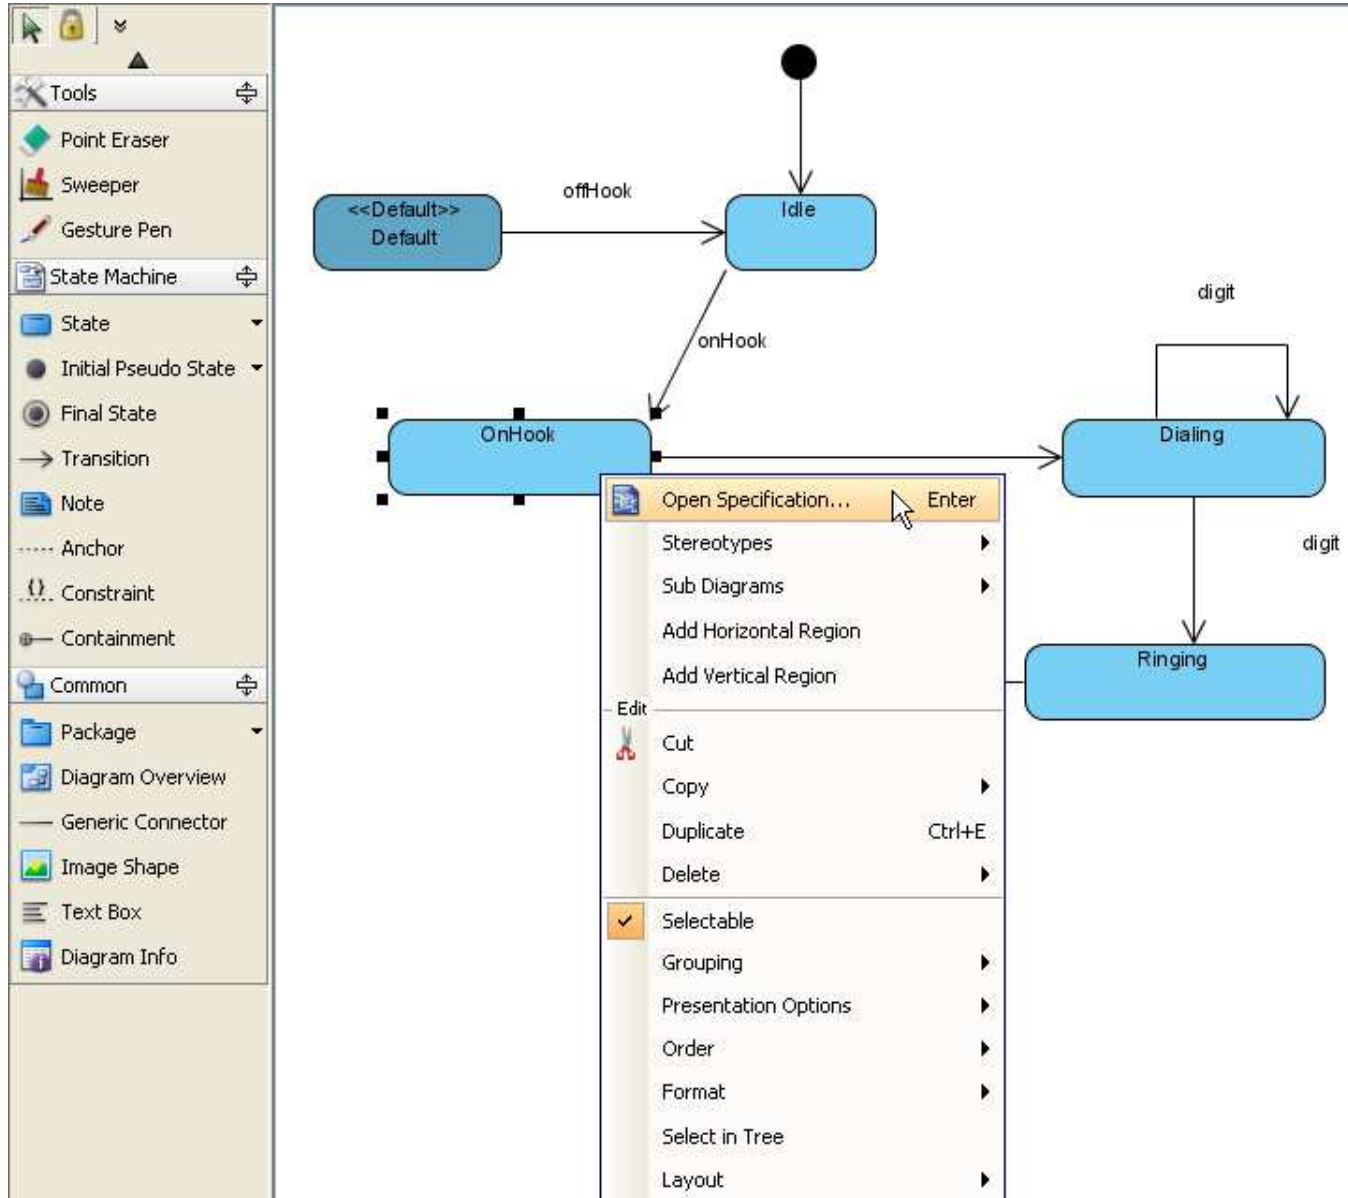 Tools
Point Eraser
Sweeper
Gesture Pen
State Machine
State
Initial Pseudo State
Final State
Transition
Note
Anchor
Constraint
Containment
Common
Package
Diagram Overview
Generic Connector
Image Shape
Text Box
Diagram Info
<<Default>>
Default
offHook
Idle
onHook
OnHook
digit
Dialing
digit
Ringing
Open Specification... Enter
Stereotypes
Sub Diagrams
Add Horizontal Region
Add Vertical Region
Edit
Cut
Copy
Duplicate Ctrl+E
Delete
Selectable
Grouping
Presentation Options
Order
Format
Select in Tree
Layout